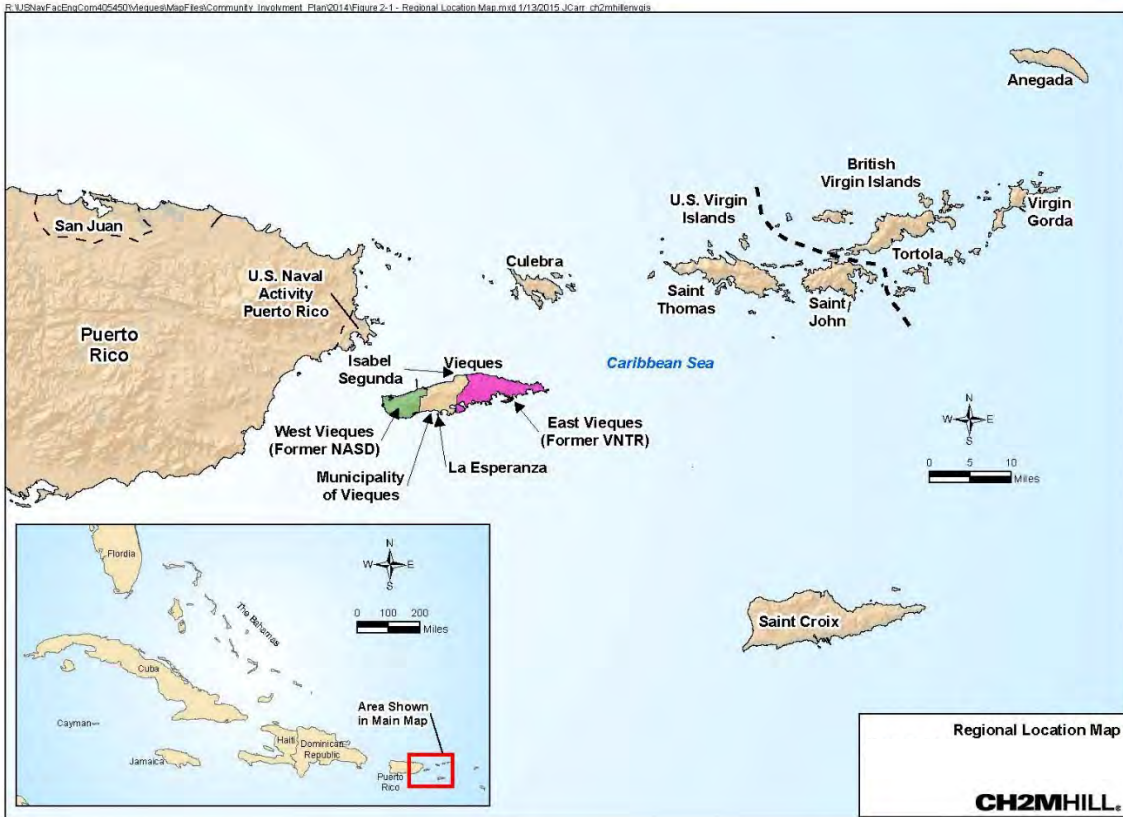 R:\USNavFacEngCom405450\Vieques\MapFiles\Community_Involvment_Plan\2014\Figure 2-1 - Regional Location Map.mxd 1/13/2015 JCarr_ch2mhillenvgis
Anegada
British
Virgin Islands
U.S. Virgin
Islands
Virgin
Gorda
San Juan
Tortola
Culebra
U.S. Naval
Activity
Puerto Rico
Saint
Thomas
Saint
John
Puerto
Rico
Isabel
Segunda
Vieques
Caribbean Sea
N
W
E
S
West Vieques
(Former NASD)
East Vieques
(Former VNTR)
La Esperanza
Municipality
of Vieques
0 5 10
Miles
Flordia
N
W
E
S
The Bahamas
0 100 200
Miles
Saint Croix
Cuba
Cayman
Area Shown
in Main Map
Haiti
Dominican
Republic
Jamaica
Puerto
Rico
Regional Location Map
CH2MHILL®